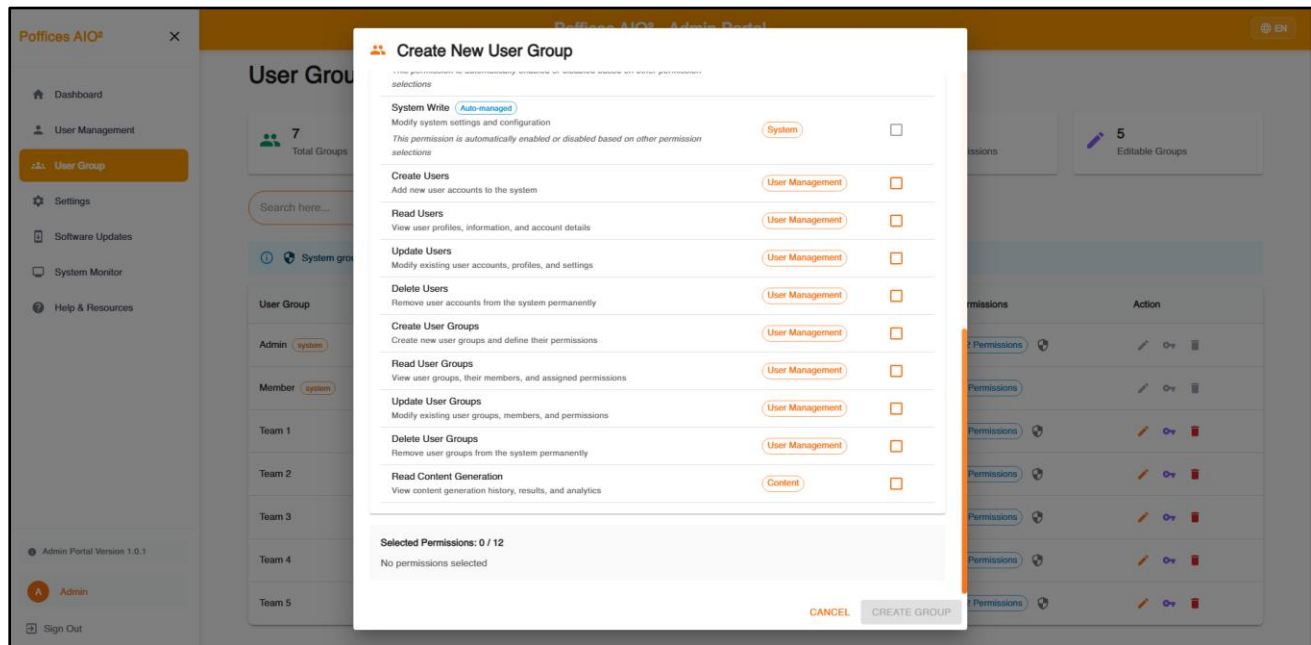 Poffices AIO²
EN
Dashboard
User Management
User Group
Settings
Software Updates
System Monitor
Help & Resources
Admin Portal Version 1.0.1
A Admin
Sign Out
User Grou
7
Total Groups
issions
5
Editable Groups
Search here...
System grou
User Group
rmissions
Action
Admin system
Permissions
Member system
Permissions
Team 1
Permissions
Team 2
Permissions
Team 3
Permissions
Team 4
Permissions
Team 5
Permissions
Create New User Group
selections
System Write Auto-managed
Modify system settings and configuration
This permission is automatically enabled or disabled based on other permission
selections
System
Create Users
Add new user accounts to the system
User Management
Read Users
View user profiles, information, and account details
User Management
Update Users
Modify existing user accounts, profiles, and settings
User Management
Delete Users
Remove user accounts from the system permanently
User Management
Create User Groups
Create new user groups and define their permissions
User Management
Read User Groups
View user groups, their members, and assigned permissions
User Management
Update User Groups
Modify existing user groups, members, and permissions
User Management
Delete User Groups
Remove user groups from the system permanently
User Management
Read Content Generation
View content generation history, results, and analytics
Content
Selected Permissions: 0 / 12
No permissions selected
CANCEL
CREATE GROUP